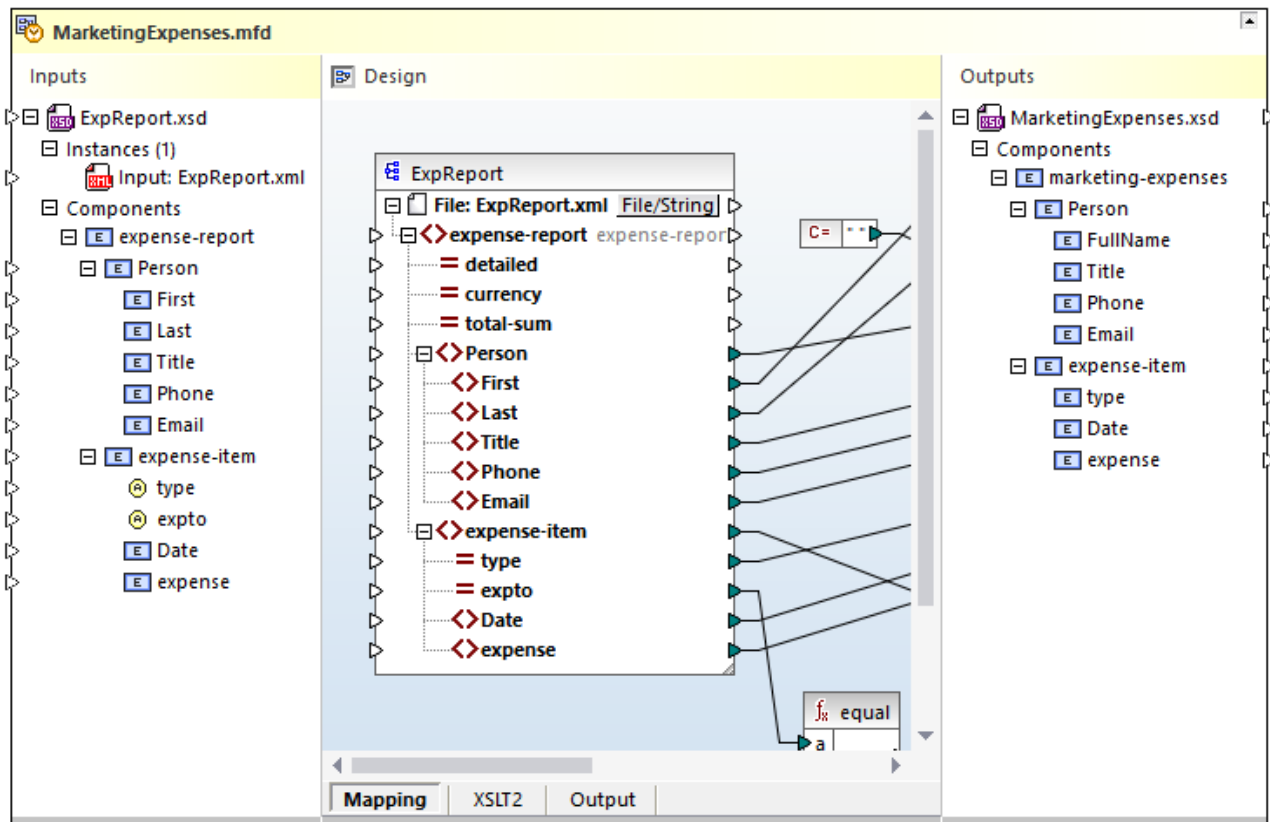 MarketingExpenses.mfd
Inputs
ExpReport.xsd
Instances (1)
Input: ExpReport.xml
Components
expense-report
Person
First
Last
Title
Phone
Email
expense-item
type
expto
Date
expense
Design
ExpReport
File: ExpReport.xml File/String
expense-report expense-repor
detailed
currency
total-sum
Person
First
Last
Title
Phone
Email
expense-item
type
expto
Date
expense
C= " "
equal
a
Mapping XSLT2 Output
Outputs
MarketingExpenses.xsd
Components
marketing-expenses
Person
FullName
Title
Phone
Email
expense-item
type
Date
expense